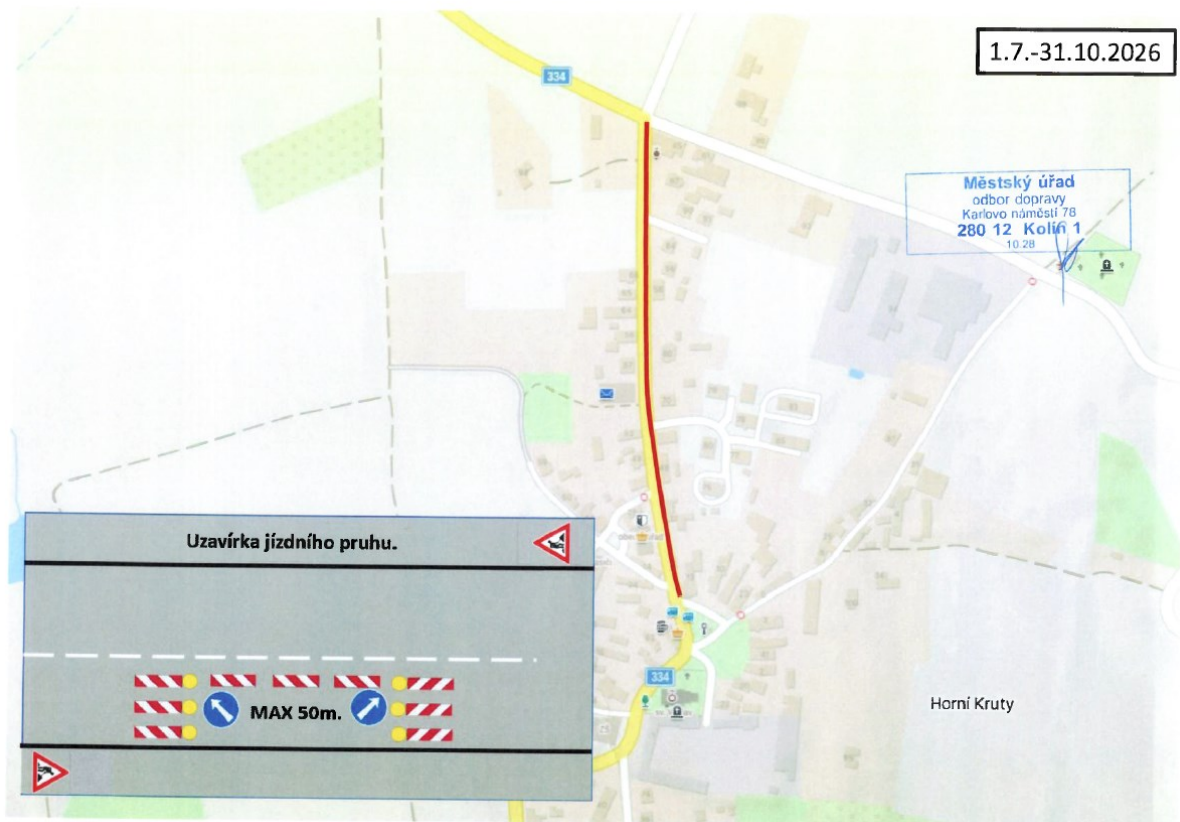 1.7.-31.10.2026
334
Městský úřad
odbor dopravy
Karlovo náměstí 78
280 12 Kolín 1
10.28
Uzavírka jízdního pruhu.
MAX 50m.
334
Horní Kruty